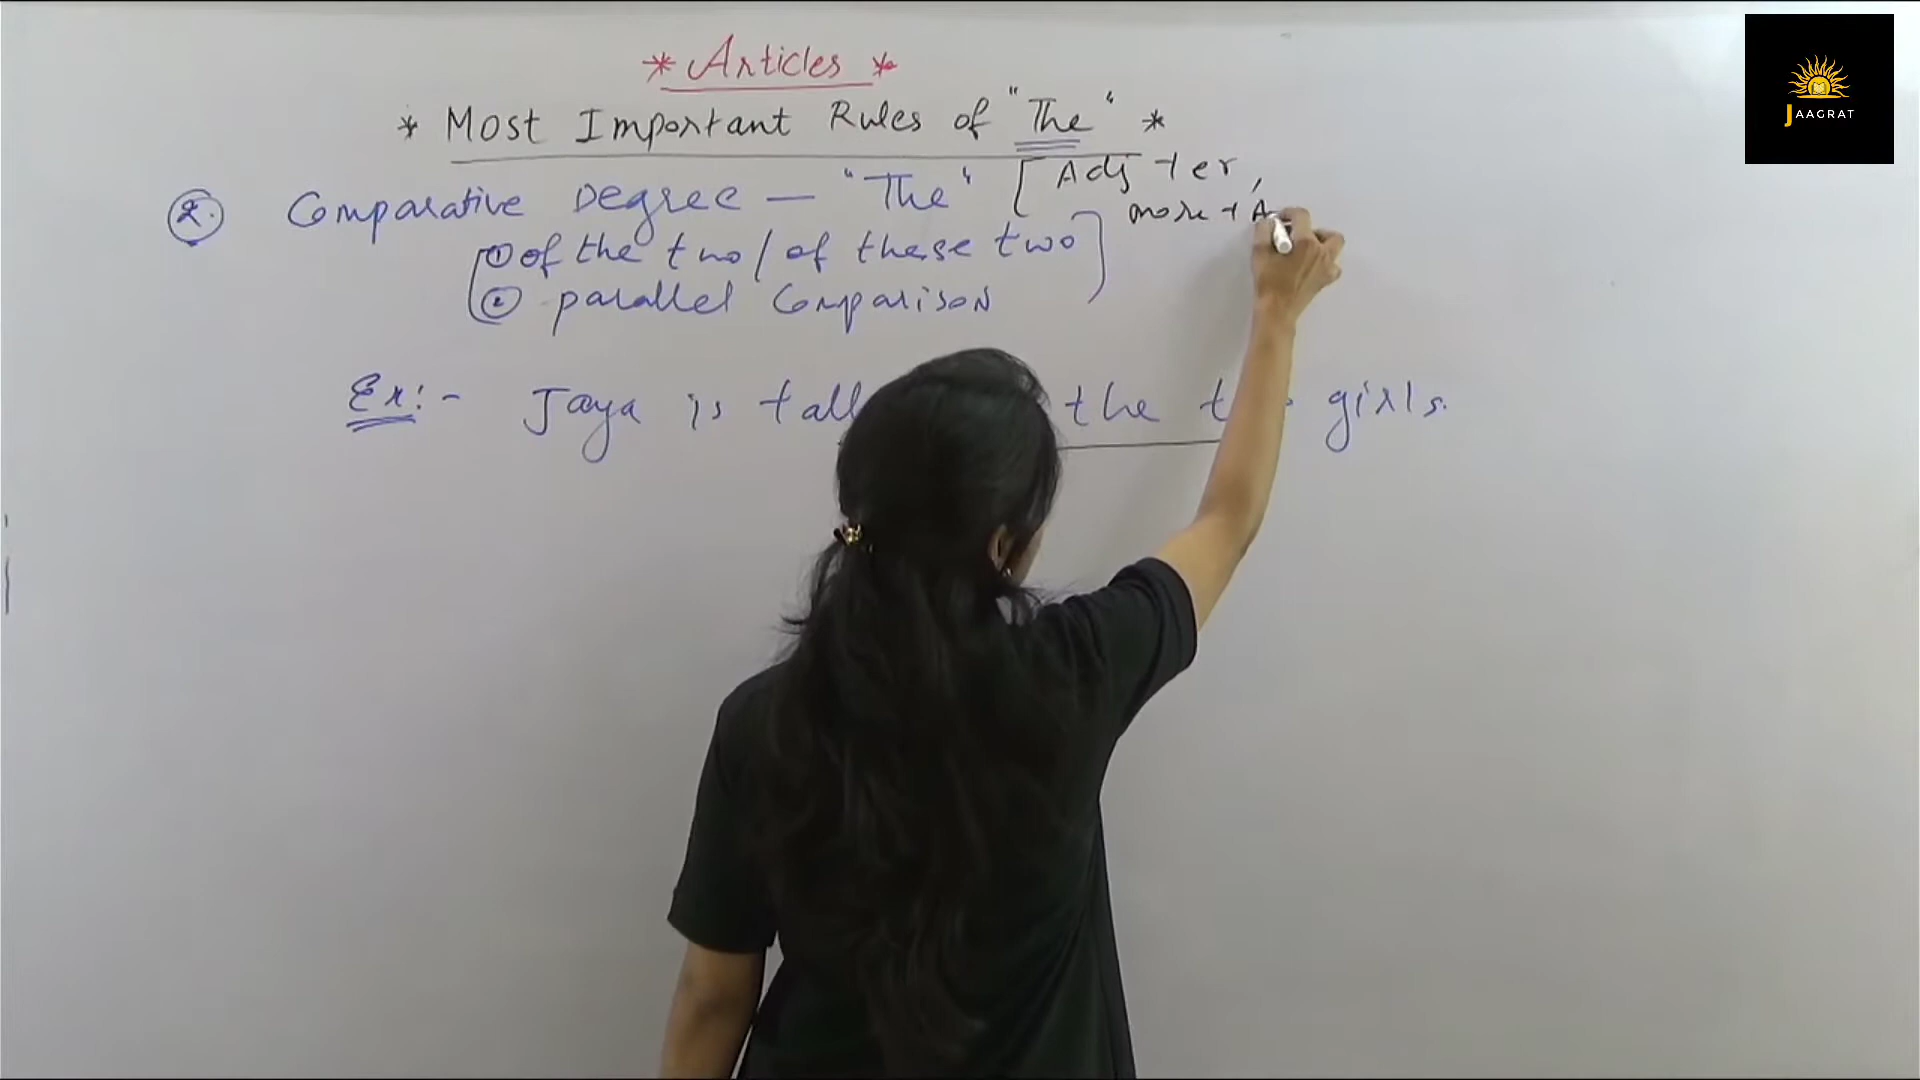 * Articles *
* Most Important Rules of "The" *
2. Comparative Degree — "The" [ Adj + er,
more + A
[ ① of the two / of these two ]
② parallel Comparison
Ex:- Jaya is tall the girls.
JAAGRAT